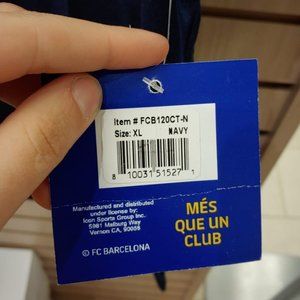 Item # FCB120CT-N
Size: XL NAVY
8 10031 51527 1
Manufactured and distributed
under license by:
Icon Sports Group Inc.
5981 Malburg Way
Vernon CA, 90058
MÉS
QUE UN
CLUB
© FC BARCELONA